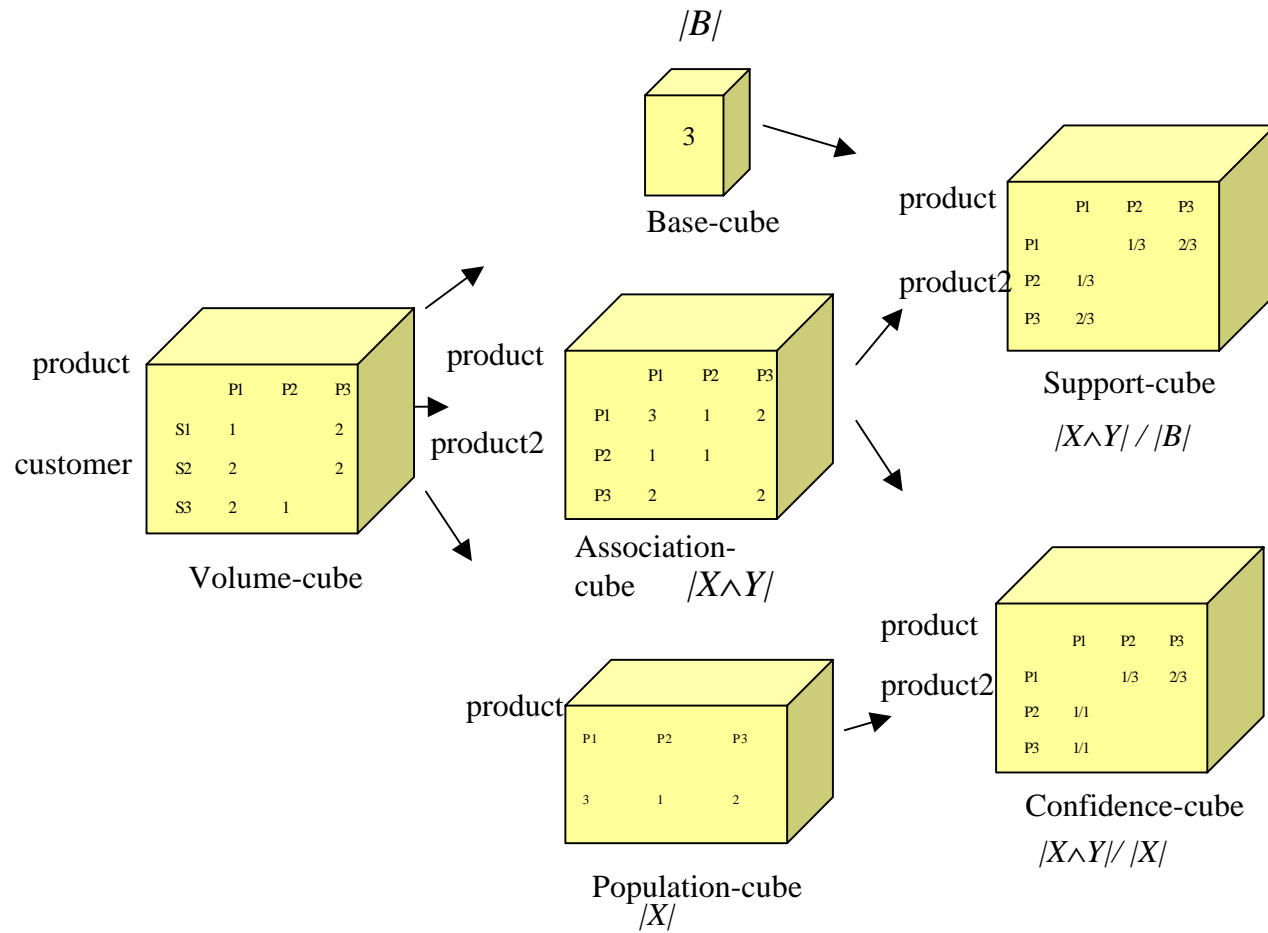 |B|
3
Base-cube
product
P1 P2 P3
P1 1/3 2/3
product2
P2 1/3
P3 2/3
Support-cube
|X∧Y| / |B|
product
P1 P2 P3
S1 1 2
customer
S2 2 2
S3 2 1
Volume-cube
product
P1 P2 P3
P1 3 1 2
product2
P2 1 1
P3 2 2
Association-
cube |X∧Y|
product
P1 P2 P3
3 1 2
Population-cube
|X|
product
P1 P2 P3
product2
P1 1/3 2/3
P2 1/1
P3 1/1
Confidence-cube
|X∧Y|/ |X|